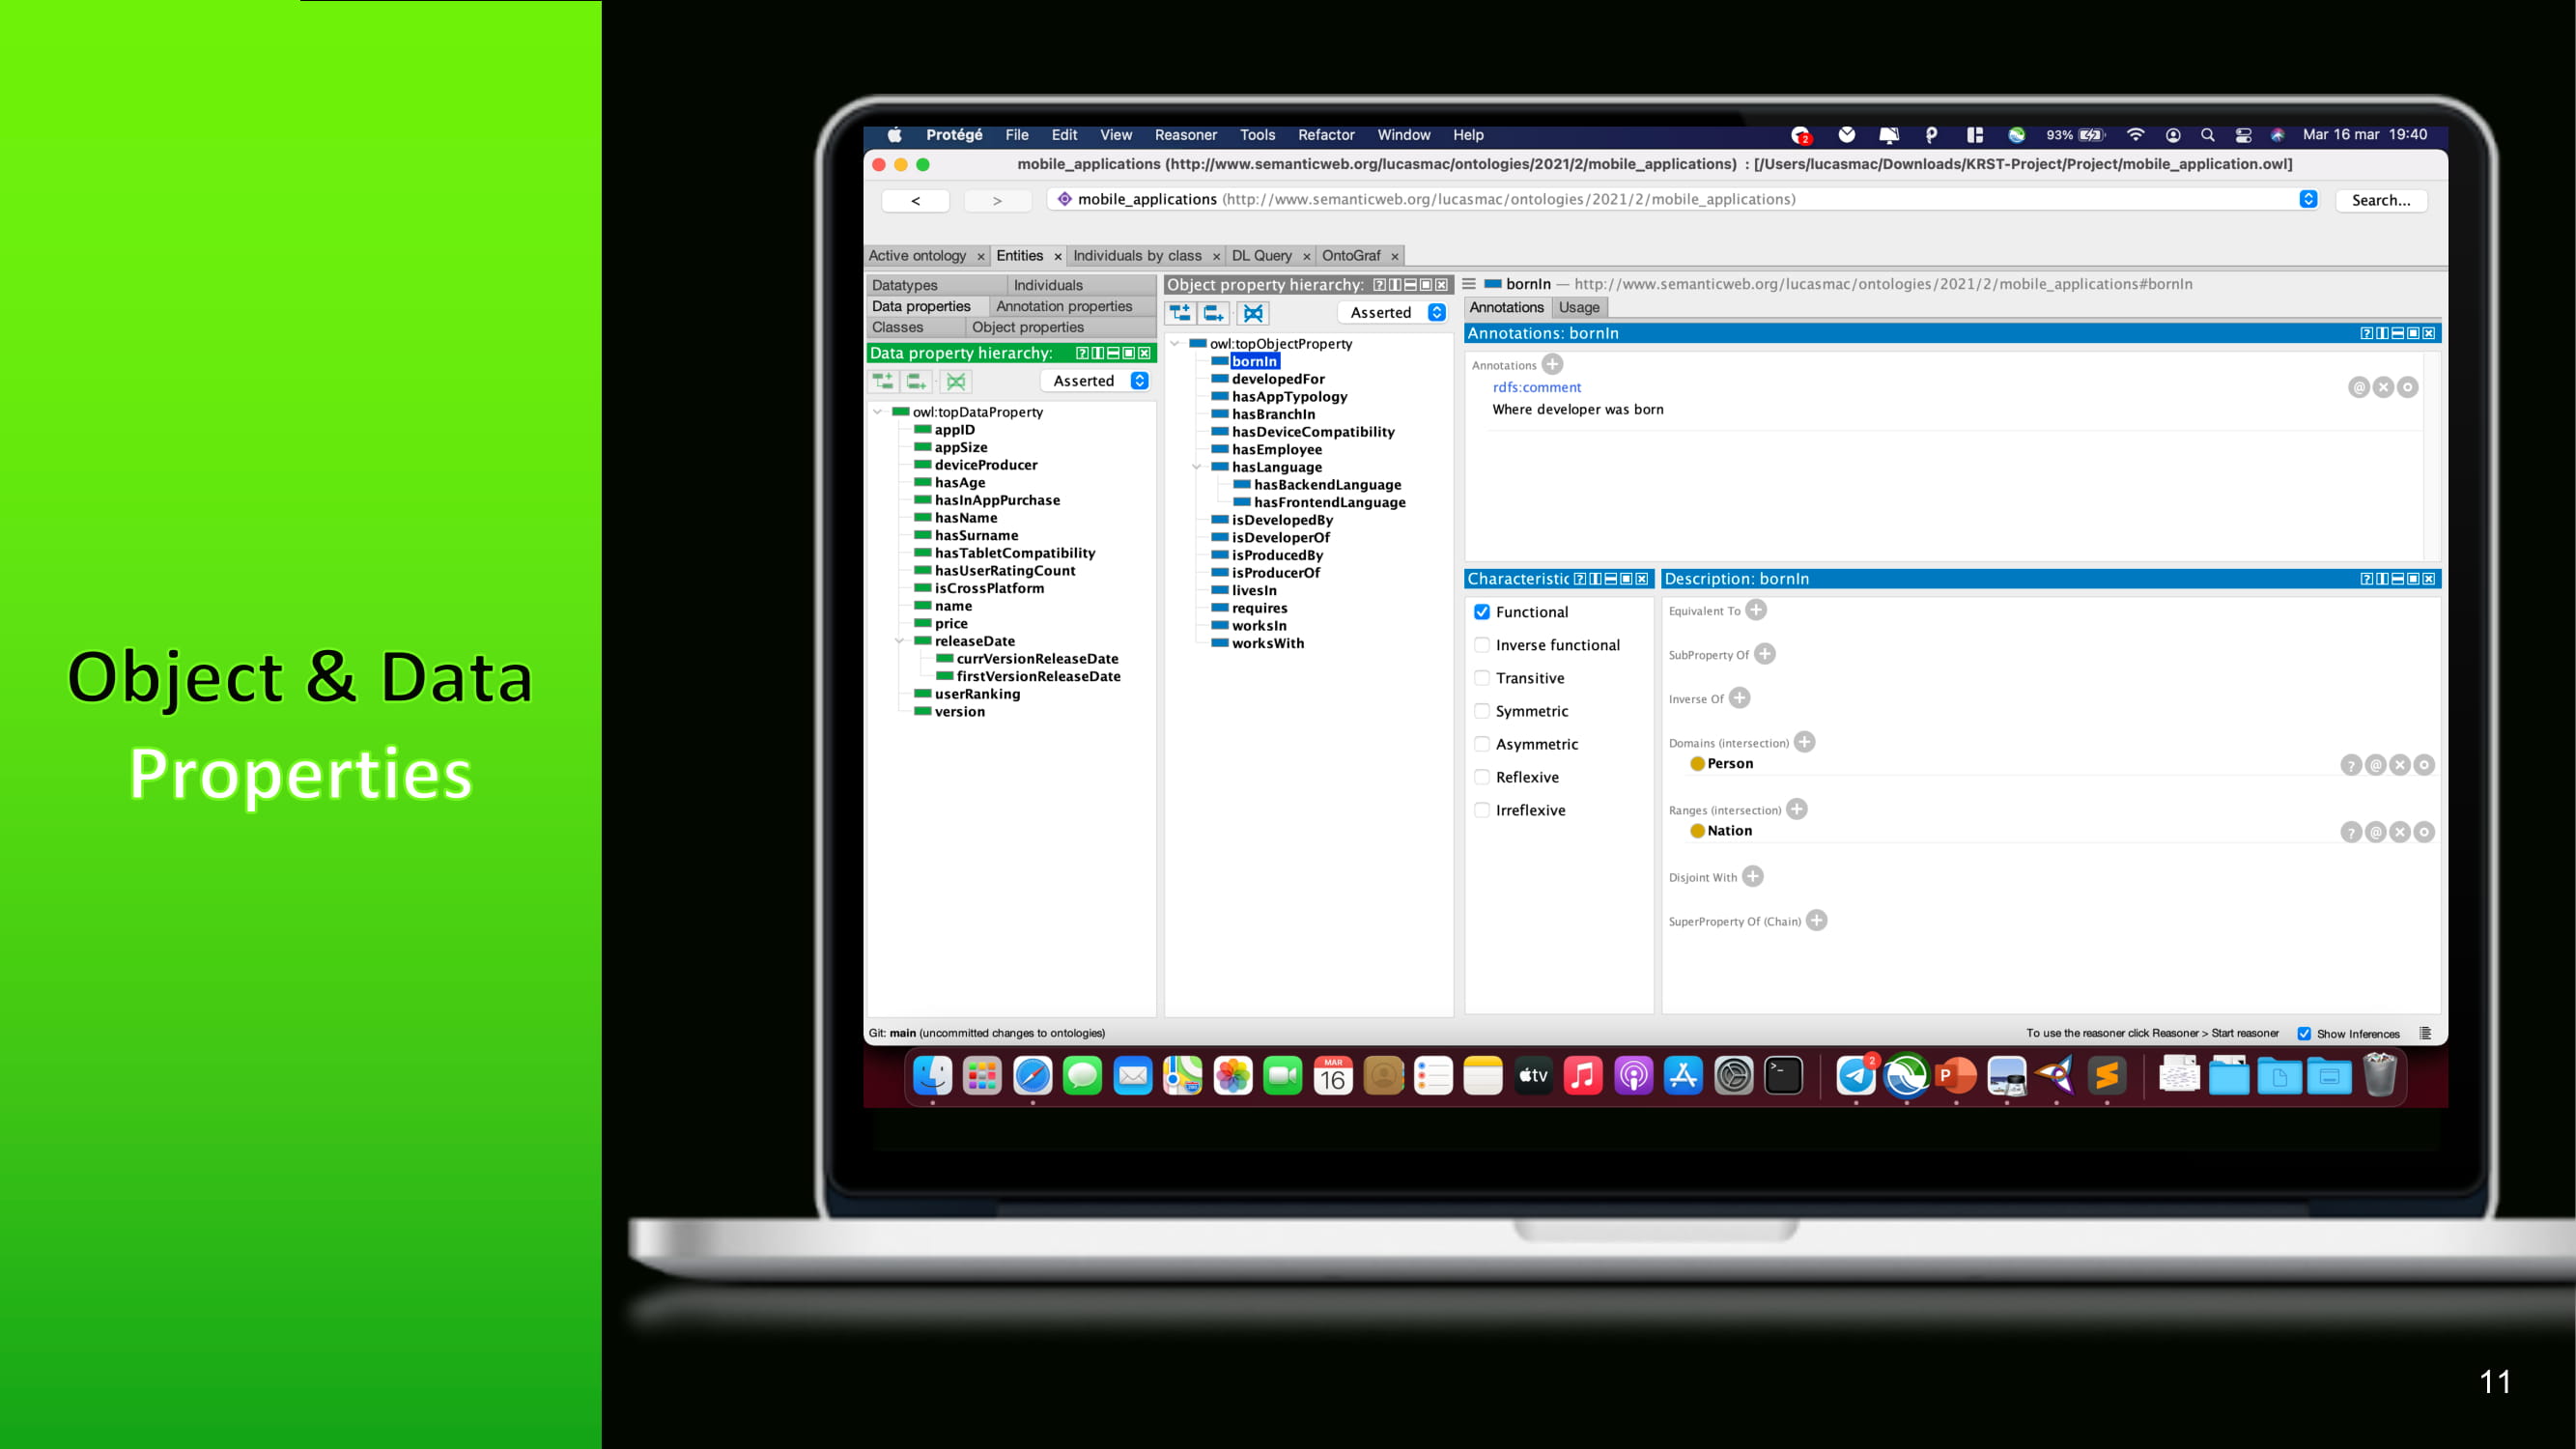 Object & Data
Properties
Protégé File Edit View Reasoner Tools Refactor Window Help 2 93% Mar 16 mar 19:40
mobile_applications (http://www.semanticweb.org/lucasmac/ontologies/2021/2/mobile_applications) : [/Users/lucasmac/Downloads/KRST-Project/Project/mobile_application.owl]
< > mobile_applications (http://www.semanticweb.org/lucasmac/ontologies/2021/2/mobile_applications) Search...
Active ontology × Entities × Individuals by class × DL Query × OntoGraf ×
Datatypes Individuals
Data properties Annotation properties
Classes Object properties
Data property hierarchy:
Asserted
owl:topDataProperty
appID
appSize
deviceProducer
hasAge
hasInAppPurchase
hasName
hasSurname
hasTabletCompatibility
hasUserRatingCount
isCrossPlatform
name
price
releaseDate
currVersionReleaseDate
firstVersionReleaseDate
userRanking
version
Object property hierarchy:
Asserted
owl:topObjectProperty
bornIn
developedFor
hasAppTypology
hasBranchIn
hasDeviceCompatibility
hasEmployee
hasLanguage
hasBackendLanguage
hasFrontendLanguage
isDevelopedBy
isDeveloperOf
isProducedBy
isProducerOf
livesIn
requires
worksIn
worksWith
bornIn — http://www.semanticweb.org/lucasmac/ontologies/2021/2/mobile_applications#bornIn
Annotations Usage
Annotations: bornIn
Annotations
rdfs:comment
Where developer was born
Characteristic
Functional
Inverse functional
Transitive
Symmetric
Asymmetric
Reflexive
Irreflexive
Description: bornIn
Equivalent To
SubProperty Of
Inverse Of
Domains (intersection)
Person
Ranges (intersection)
Nation
Disjoint With
SuperProperty Of (Chain)
Git: main (uncommitted changes to ontologies) To use the reasoner click Reasoner > Start reasoner Show Inferences
MAR
16
tv
2
P
11